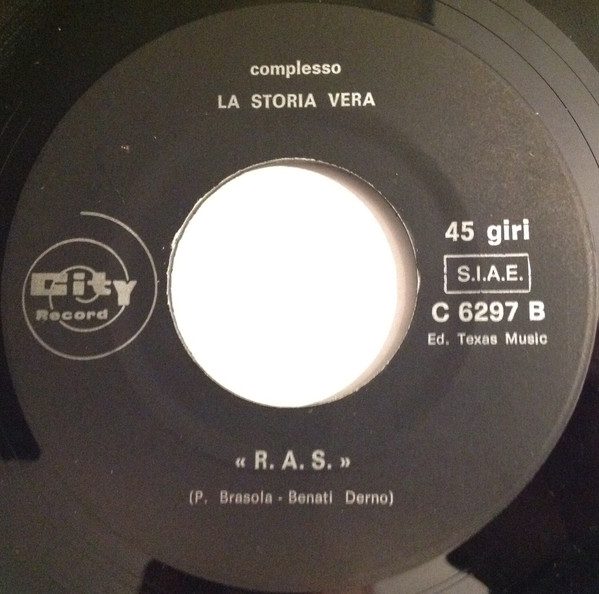 complesso
LA STORIA VERA
45 giri
S.I.A.E.
C 6297 B
Ed. Texas Music
City
Record
« R. A. S. »
(P. Brasola - Benati Derno)